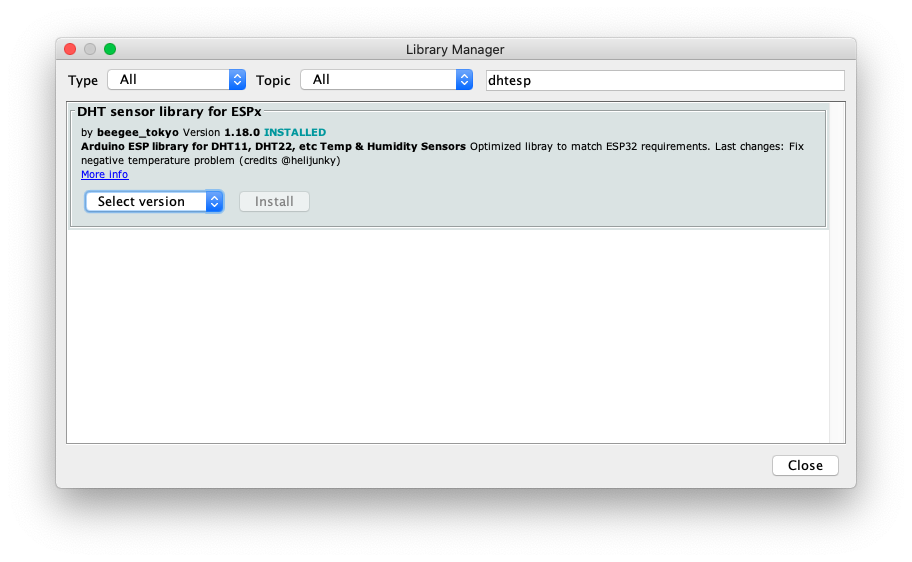 Library Manager
Type All Topic All dhtesp
DHT sensor library for ESPx
by beegee_tokyo Version 1.18.0 INSTALLED
Arduino ESP library for DHT11, DHT22, etc Temp & Humidity Sensors Optimized libray to match ESP32 requirements. Last changes: Fix
negative temperature problem (credits @helijunky)
More info
Select version Install
Close